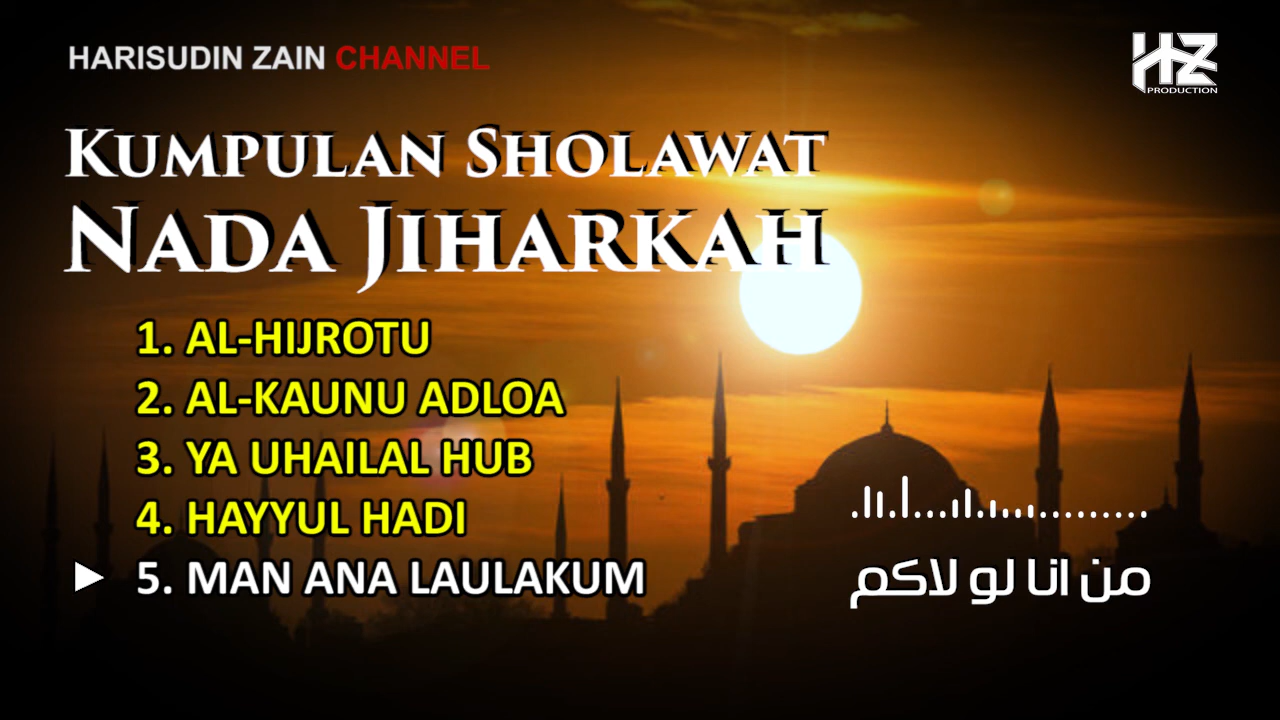 HARISUDIN ZAIN CHANNEL
HZ
PRODUCTION
KUMPULAN SHOLAWAT
NADA JIHARKAH
1. AL-HIJROTU
2. AL-KAUNU ADLOA
3. YA UHAILAL HUB
4. HAYYUL HADI
5. MAN ANA LAULAKUM
من انا لو لاكم